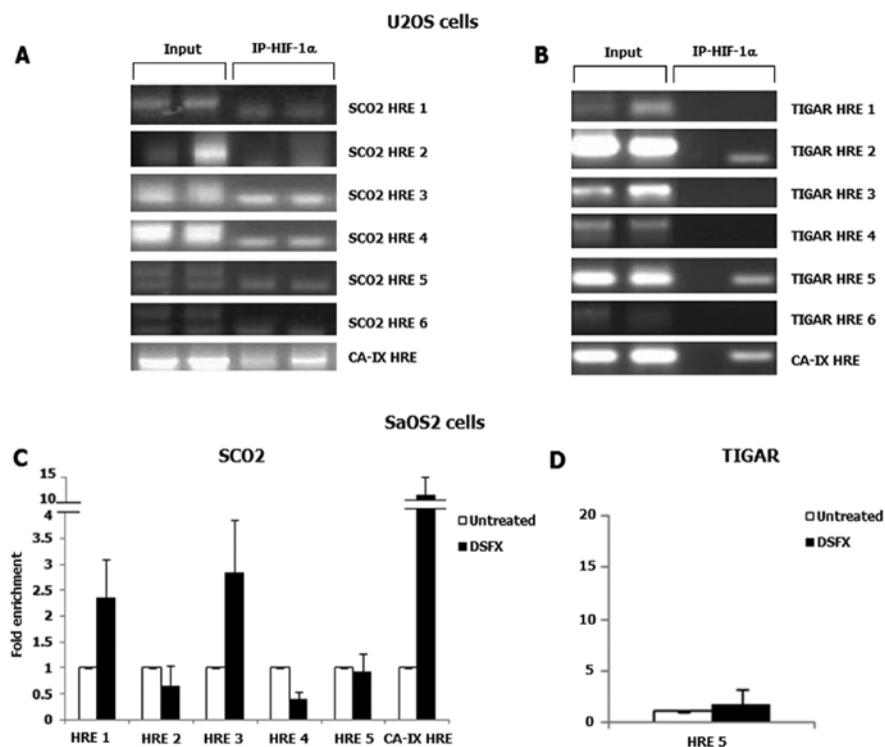 U2OS cells
A
Input
IP-HIF-1α
SCO2 HRE 1
SCO2 HRE 2
SCO2 HRE 3
SCO2 HRE 4
SCO2 HRE 5
SCO2 HRE 6
CA-IX HRE
B
Input
IP-HIF-1α
TIGAR HRE 1
TIGAR HRE 2
TIGAR HRE 3
TIGAR HRE 4
TIGAR HRE 5
TIGAR HRE 6
CA-IX HRE
SaOS2 cells
C
SCO2
Fold enrichment
15
10
4
3.5
3
2.5
2
1.5
1
0.5
0
Untreated
DSFX
HRE 1
HRE 2
HRE 3
HRE 4
HRE 5
CA-IX HRE
D
TIGAR
20
15
10
5
0
Untreated
DSFX
HRE 5